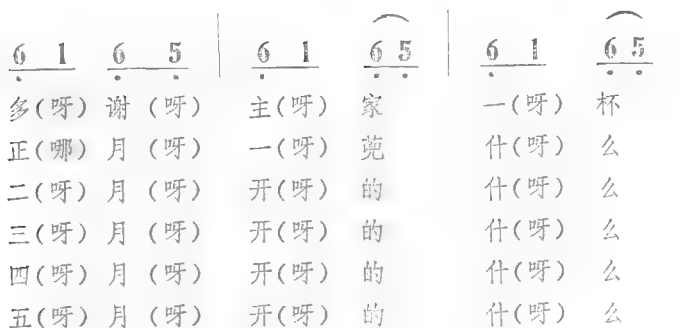 6 1 6 5 | 6 1 6 5 | 6 1 6 5
多(呀) 谢 (呀) 主(呀) 家 一(呀) 杯
正(哪) 月 (呀) 一(呀) 蔸 什(呀) 么
二(呀) 月 (呀) 开(呀) 的 什(呀) 么
三(呀) 月 (呀) 开(呀) 的 什(呀) 么
四(呀) 月 (呀) 开(呀) 的 什(呀) 么
五(呀) 月 (呀) 开(呀) 的 什(呀) 么